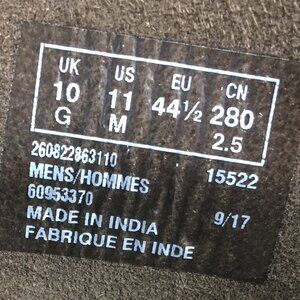 UK US EU CN
10 11 44½ 280
G M 2.5
260822863110
MENS/HOMMES 15522
60953370
MADE IN INDIA 9/17
FABRIQUE EN INDE